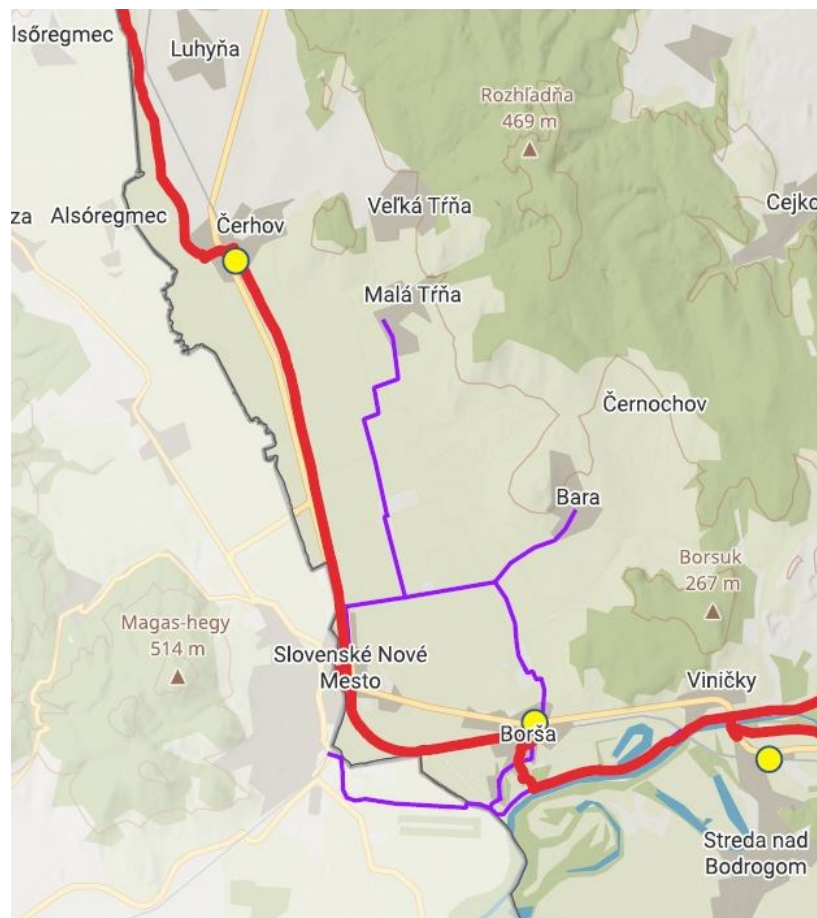 lsóregmec
Luhyňa
Rozhľadňa
469 m
za
Alsóregmec
Čerhov
Veľká Tŕňa
Cejko
Malá Tŕňa
Černochov
Bara
Borsuk
267 m
Magas-hegy
514 m
Slovenské Nové
Mesto
Viničky
Borša
Streda nad
Bodrogom